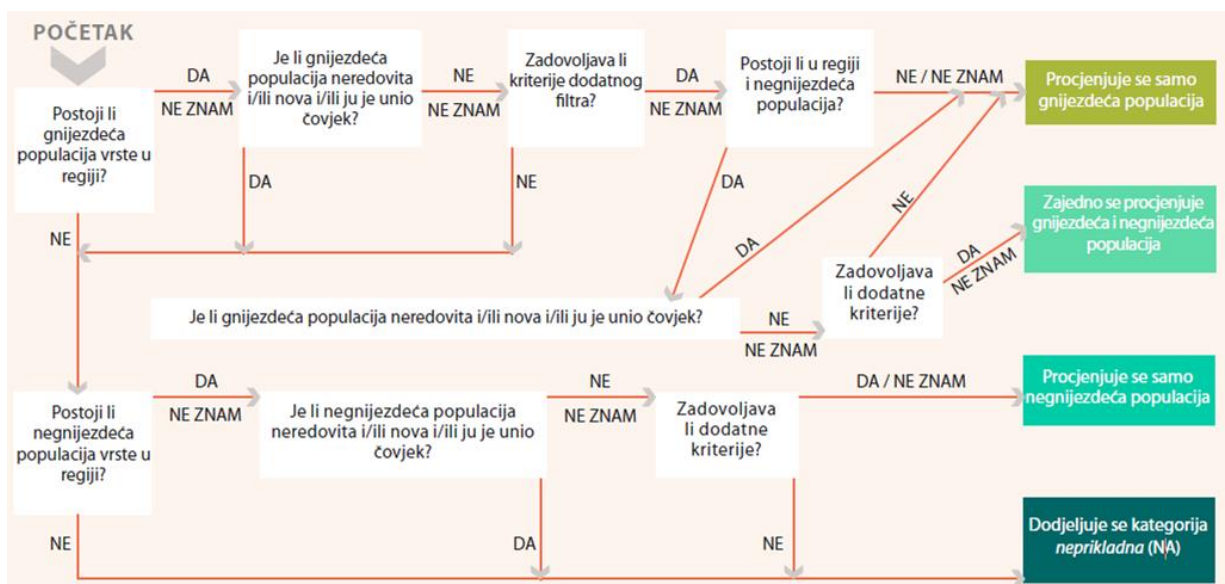 POČETAK
Postoji li
gnijezdeća
populacija vrste u
regiji?
DA
NE ZNAM
Je li gnijezdeća
populacija neredovita
i/ili nova i/ili ju je unio
čovjek?
NE
NE ZNAM
Zadovoljava li
kriterije dodatnog
filtra?
DA
NE ZNAM
Postoji li u regiji
i negnijezdeća
populacija?
NE / NE ZNAM
Procjenjuje se samo
gnijezdeća populacija
NE
DA
NE
DA
DA
NE
Zajedno se procjenjuje
gnijezdeća i negnijezdeća
populacija
Je li gnijezdeća populacija neredovita i/ili nova i/ili ju je unio čovjek?
NE
NE ZNAM
Zadovoljava
li dodatne
kriterije?
DA
NE ZNAM
Postoji li
negnijezdeća
populacija vrste u
regiji?
DA
NE ZNAM
Je li negnijezdeća populacija
neredovita i/ili nova i/ili ju je unio
čovjek?
NE
NE ZNAM
Zadovoljava
li dodatne
kriterije?
DA / NE ZNAM
Procjenjuje se samo
negnijezdeća populacija
NE
DA
NE
Dodjeljuje se kategorija
neprikladna (NA)